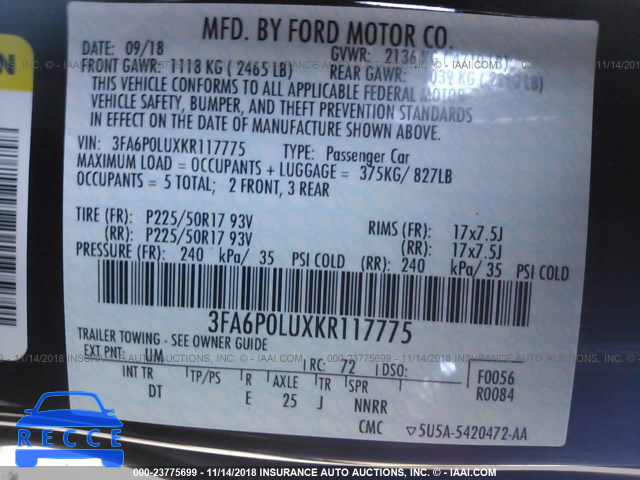 MFD. BY FORD MOTOR CO.
DATE: 09/18 GVWR: 2136
FRONT GAWR: 1118 KG ( 2465 LB) REAR GAWR: KG ( LB)
THIS VEHICLE CONFORMS TO ALL APPLICABLE FEDERAL MOTOR
VEHICLE SAFETY, BUMPER, AND THEFT PREVENTION STANDARDS
IN EFFECT ON THE DATE OF MANUFACTURE SHOWN ABOVE.
VIN: 3FA6P0LUXKR117775 TYPE: Passenger Car
MAXIMUM LOAD = OCCUPANTS + LUGGAGE = 375KG/ 827LB
OCCUPANTS = 5 TOTAL; 2 FRONT, 3 REAR
TIRE (FR): P225/50R17 93V RIMS (FR): 17x7.5J
(RR): P225/50R17 93V (RR): 17x7.5J
PRESSURE (FR): 240 kPa/ 35 PSI COLD (RR): 240 kPa/ 35 PSI COLD
3FA6P0LUXKR117775
TRAILER TOWING - SEE OWNER GUIDE
EXT PNT: UM RC: 72 DSO: F0056
INT TR TP/PS R AXLE TR SPR R0084
DT E 25 J NNRR
CMC ▽5U5A-5420472-AA
RECCE
000-23775699 - 11/14/2018 INSURANCE AUTO AUCTIONS, INC. - © IAAI.COM